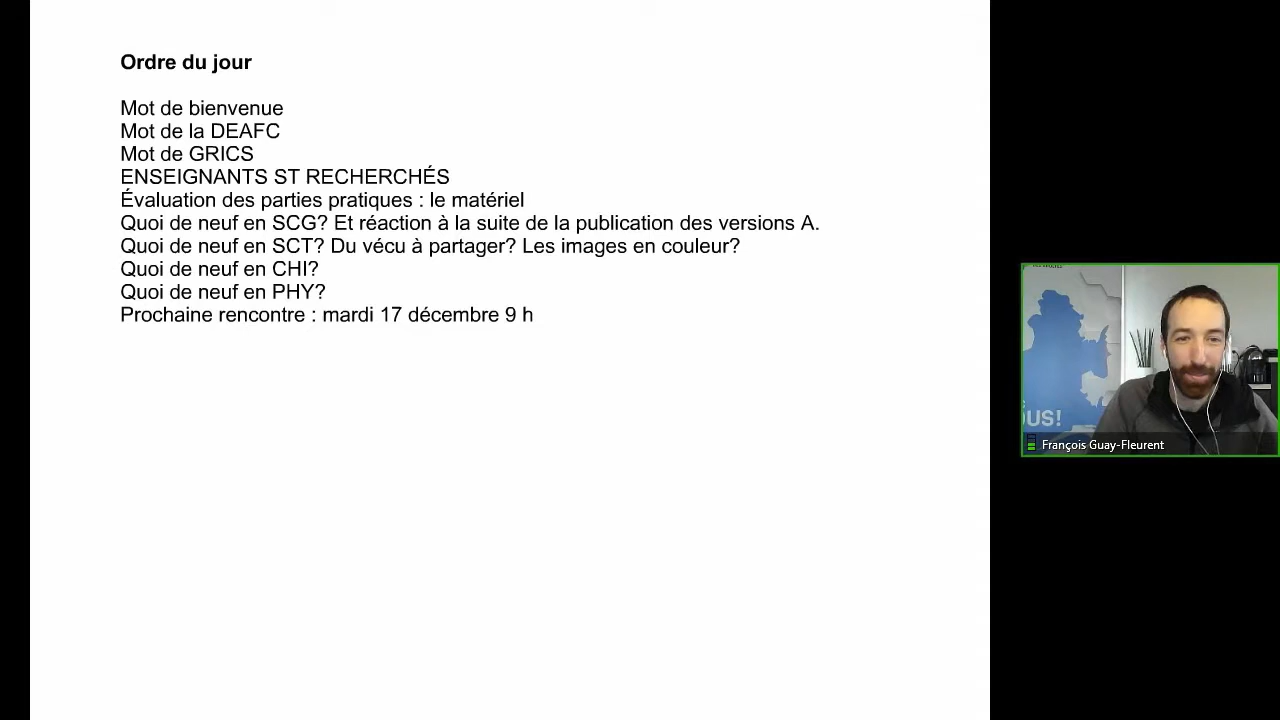 Ordre du jour
Mot de bienvenue
Mot de la DEAFC
Mot de GRICS
ENSEIGNANTS ST RECHERCHÉS
Évaluation des parties pratiques : le matériel
Quoi de neuf en SCG? Et réaction à la suite de la publication des versions A.
Quoi de neuf en SCT? Du vécu à partager? Les images en couleur?
Quoi de neuf en CHI?
Quoi de neuf en PHY?
Prochaine rencontre : mardi 17 décembre 9 h
OUS!
François Guay-Fleurent